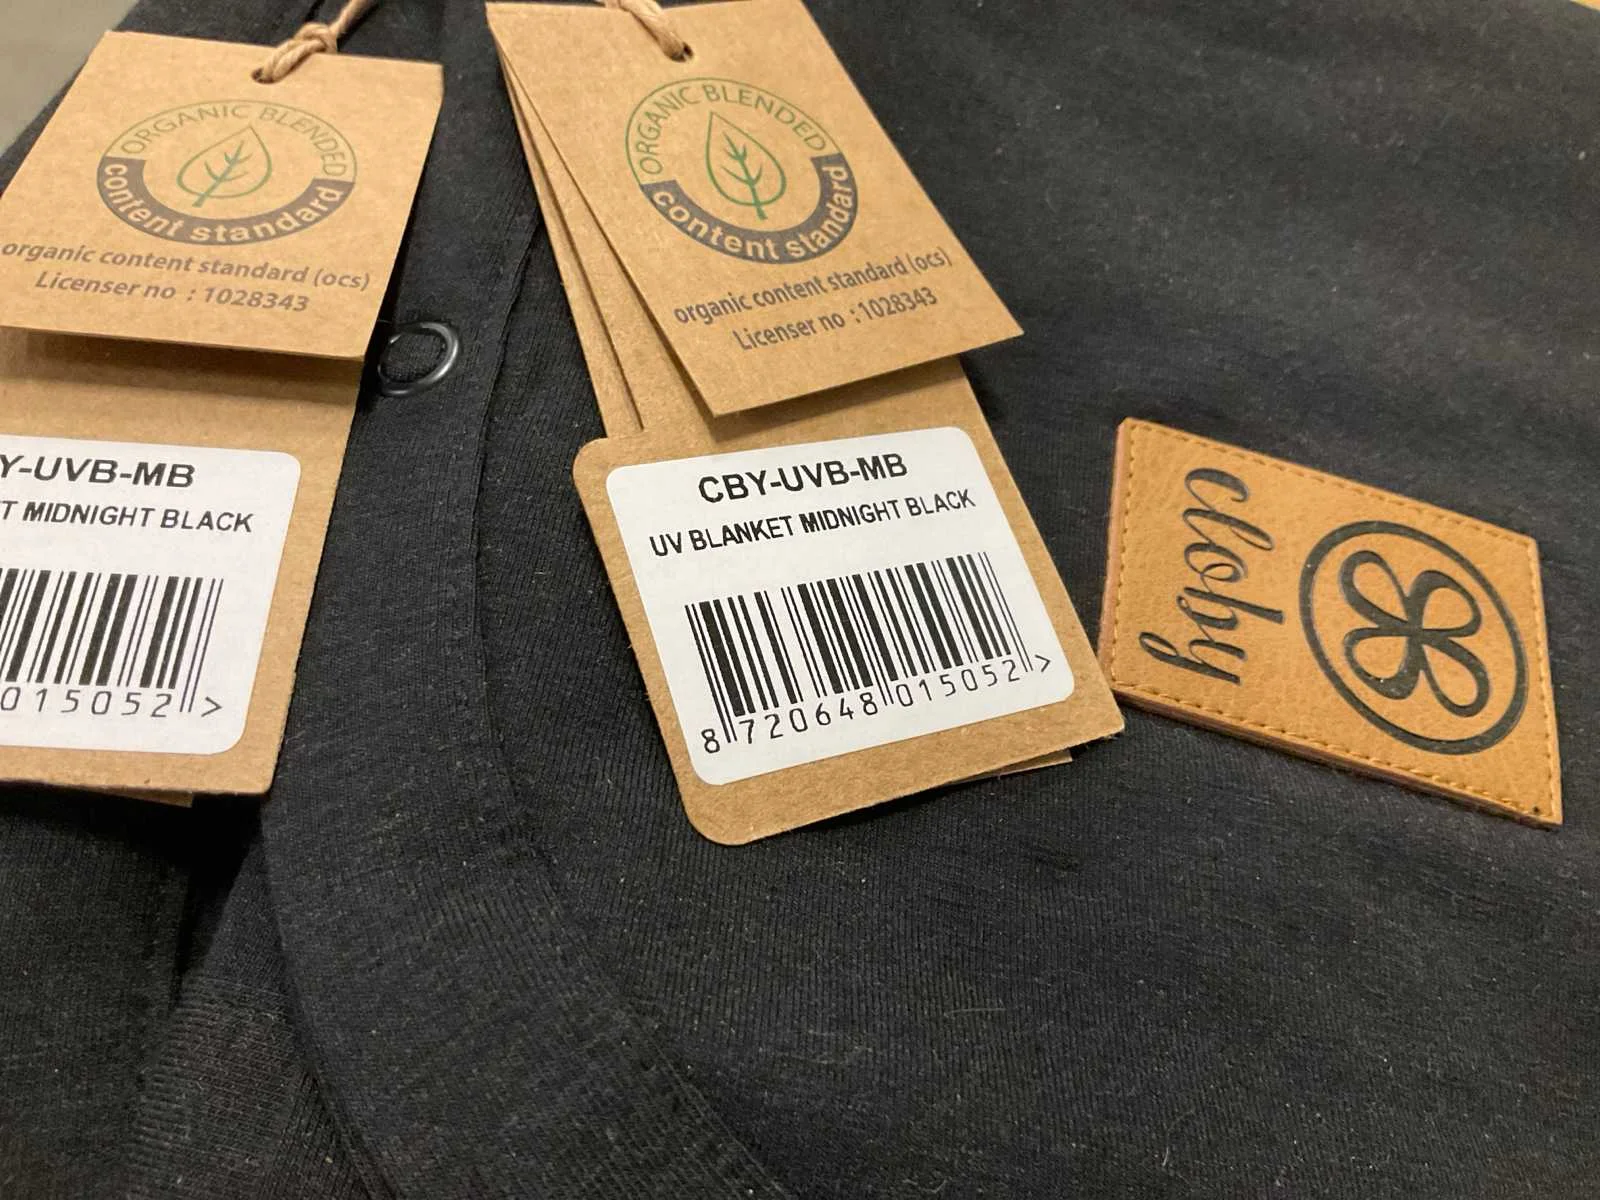 ORGANIC BLENDED
content standard
organic content standard (ocs)
Licenser no : 1028343
Y-UVB-MB
T MIDNIGHT BLACK
015052 >
ORGANIC BLENDED
content standard
organic content standard (ocs)
Licenser no : 1028343
CBY-UVB-MB
UV BLANKET MIDNIGHT BLACK
8 720648 015052 >
cloby